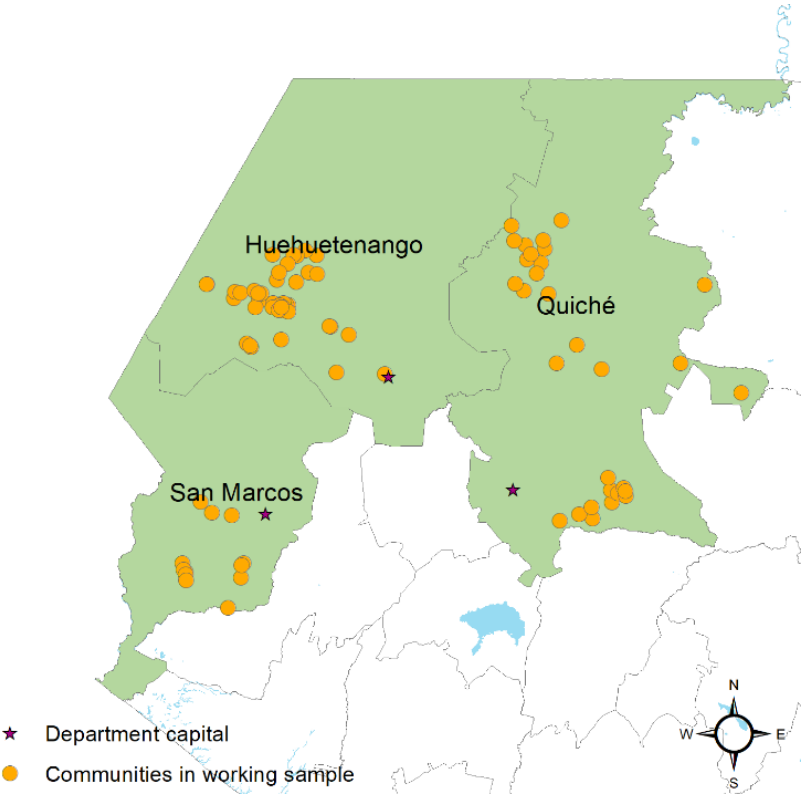 Huehuetenango
Quiché
San Marcos
N
W
E
S
Department capital
Communities in working sample